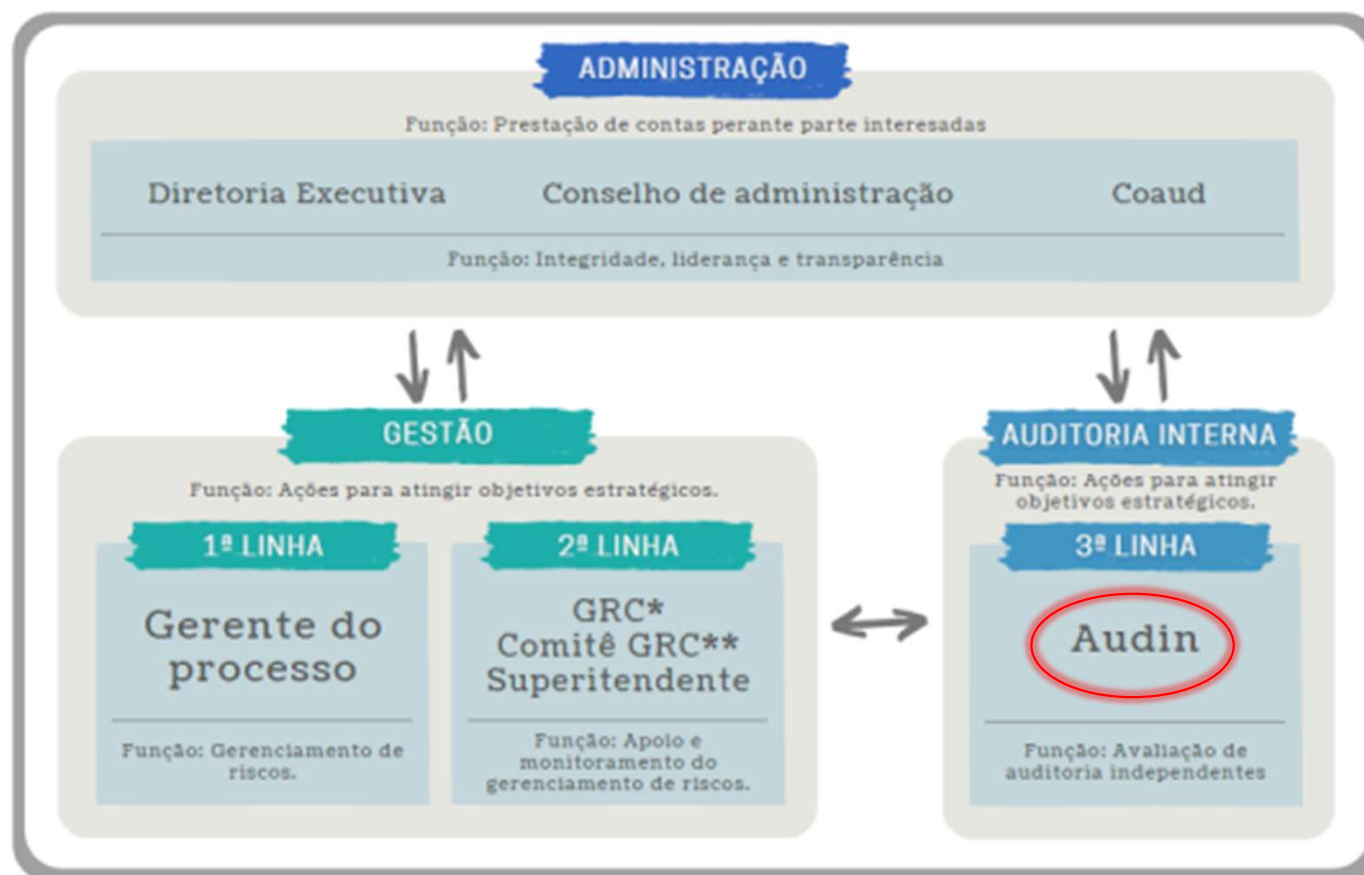 ADMINISTRAÇÃO
Função: Prestação de contas perante parte interesadas
Diretoria Executiva
Conselho de administração
Coaud
Função: Integridade, liderança e transparência
GESTÃO
Função: Ações para atingir objetivos estratégicos.
1ª LINHA
Gerente do
processo
Função: Gerenciamento de
riscos.
2ª LINHA
GRC*
Comitê GRC**
Superitendente
Função: Apoio e
monitoramento do
gerenciamento de riscos.
AUDITORIA INTERNA
Função: Ações para atingir
objetivos estratégicos.
3ª LINHA
Audin
Função: Avaliação de
auditoria independentes